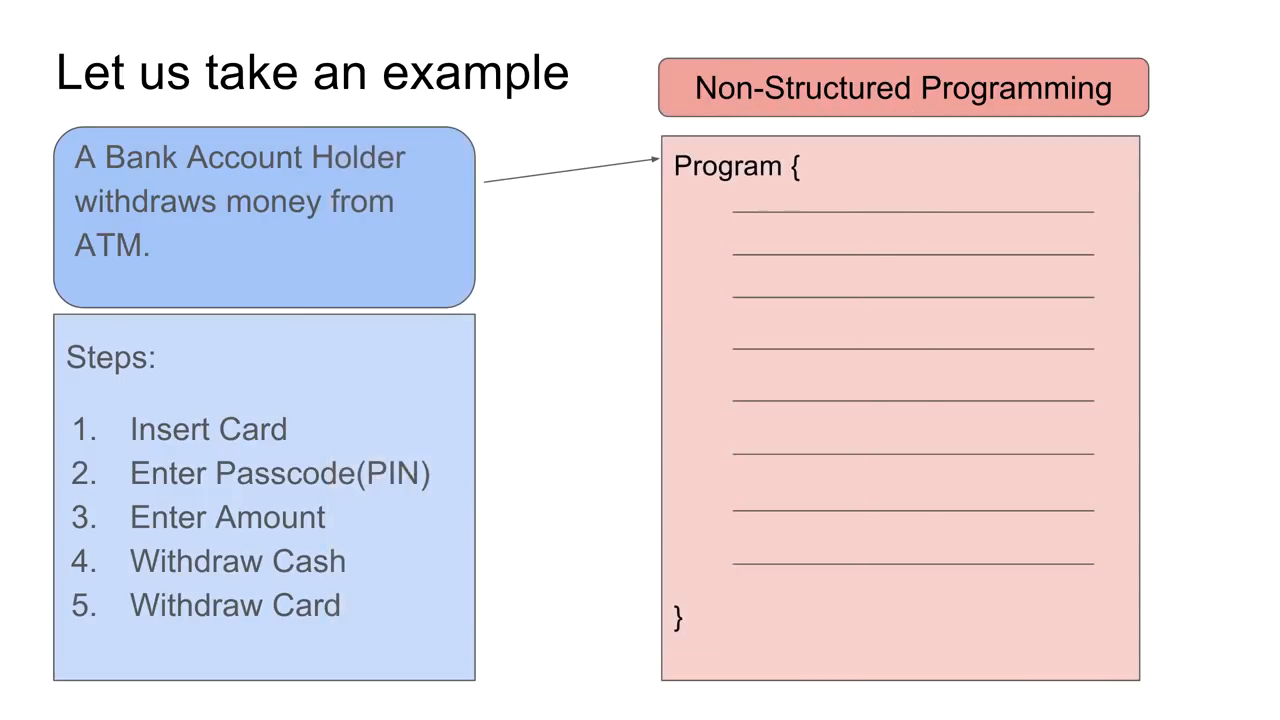 Let us take an example
A Bank Account Holder
withdraws money from
ATM.
Steps:
1. Insert Card
2. Enter Passcode(PIN)
3. Enter Amount
4. Withdraw Cash
5. Withdraw Card
Non-Structured Programming
Program {
}